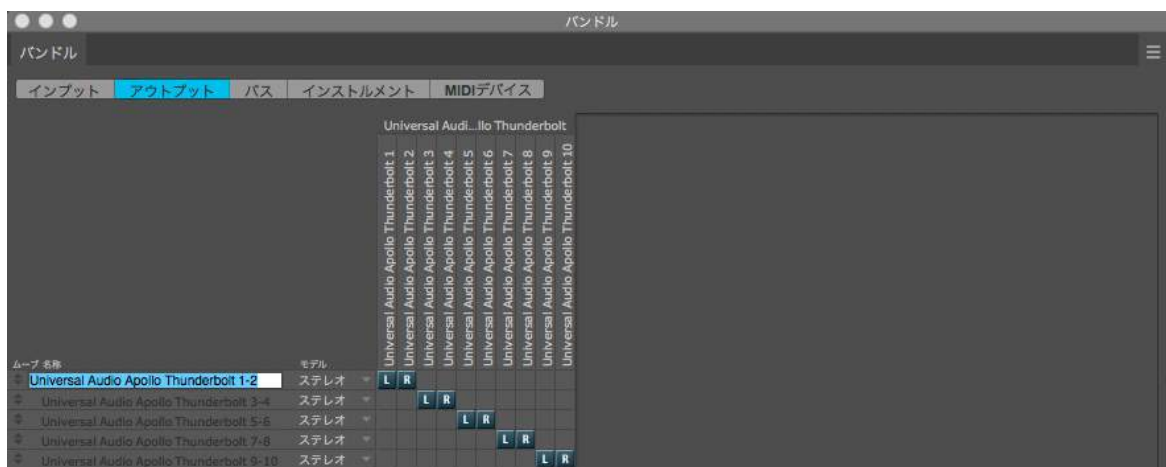 バンドル
バンドル
インプット アウトプット バス インストルメント MIDIデバイス
Universal Audi...llo Thunderbolt
Universal Audio Apollo Thunderbolt 1
Universal Audio Apollo Thunderbolt 2
Universal Audio Apollo Thunderbolt 3
Universal Audio Apollo Thunderbolt 4
Universal Audio Apollo Thunderbolt 5
Universal Audio Apollo Thunderbolt 6
Universal Audio Apollo Thunderbolt 7
Universal Audio Apollo Thunderbolt 8
Universal Audio Apollo Thunderbolt 9
Universal Audio Apollo Thunderbolt 10
ムーブ 名称 モデル
Universal Audio Apollo Thunderbolt 1-2 ステレオ L R
Universal Audio Apollo Thunderbolt 3-4 ステレオ L R
Universal Audio Apollo Thunderbolt 5-6 ステレオ L R
Universal Audio Apollo Thunderbolt 7-8 ステレオ L R
Universal Audio Apollo Thunderbolt 9-10 ステレオ L R